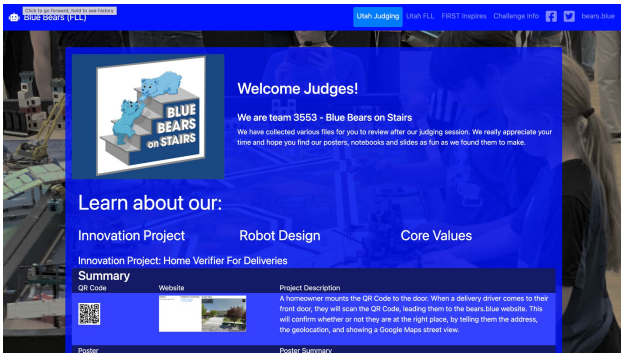 Click to go forward, hold to see history
Blue Bears (FLL)
Utah Judging Utah FLL FIRST Inspires Challenge Info bears.blue
BLUE
BEARS
on STAIRS
Welcome Judges!
We are team 3553 - Blue Bears on Stairs
We have collected various files for you to review after our judging session. We really appreciate your
time and hope you find our posters, notebooks and slides as fun as we found them to make.
Learn about our:
Innovation Project Robot Design Core Values
Innovation Project: Home Verifier For Deliveries
Summary
QR Code Website Project Description
A homeowner mounts the QR Code to the door. When a delivery driver comes to their
front door, they will scan the QR Code, leading them to the bears.blue website. This
will confirm whether or not they are at the right place, by telling them the address,
the geolocation, and showing a Google Maps street view.
Poster Poster Summary